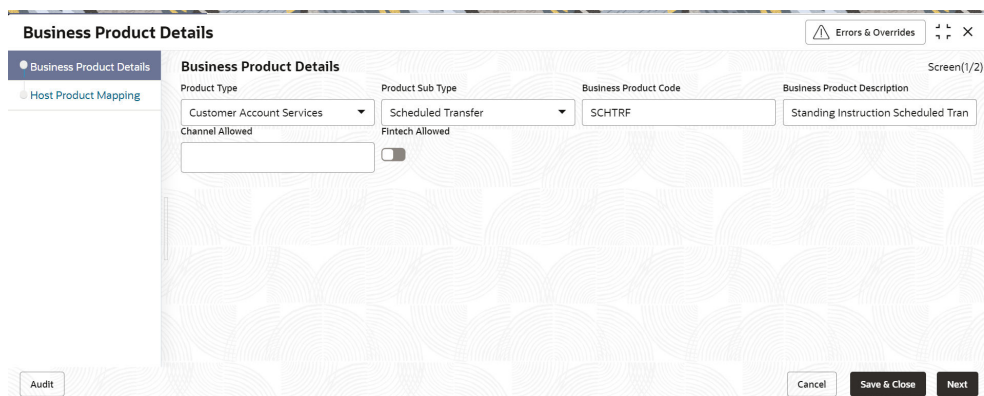 Business Product Details
Errors & Overrides
Business Product Details
Host Product Mapping
Business Product Details
Screen(1/2)
Product Type
Product Sub Type
Business Product Code
Business Product Description
Customer Account Services
Scheduled Transfer
SCHTRF
Standing Instruction Scheduled Tran
Channel Allowed
Fintech Allowed
Audit
Cancel
Save & Close
Next